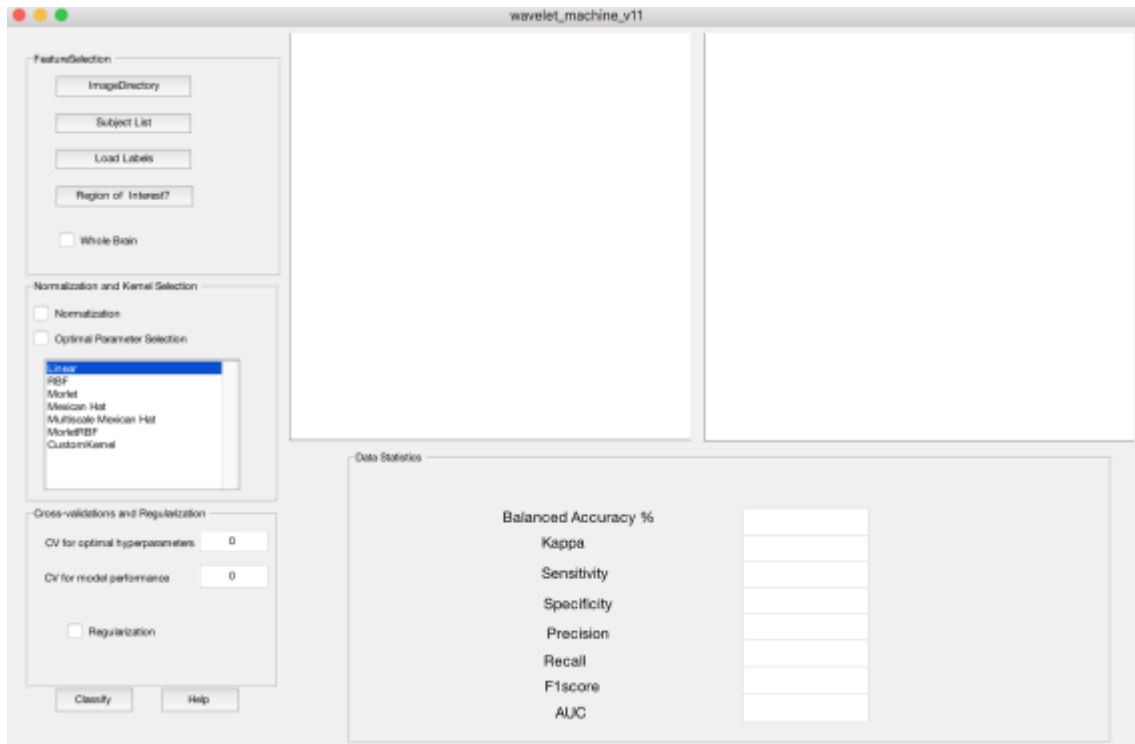 wavelet_machine_v11
FeatureSelection
ImageDirectory
Subject List
Load Labels
Region of Interest?
Whole Brain
Normalization and Kernel Selection
Normalization
Optimal Parameter Selection
Linear
RBF
Morlet
Mexican Hat
Multiscale Mexican Hat
MorletRBF
CustomKernel
Cross-validations and Regularization
CV for optimal hyperparameters 0
CV for model performance 0
Regularization
Classify Help
Data Statistics
Balanced Accuracy %
Kappa
Sensitivity
Specificity
Precision
Recall
F1score
AUC